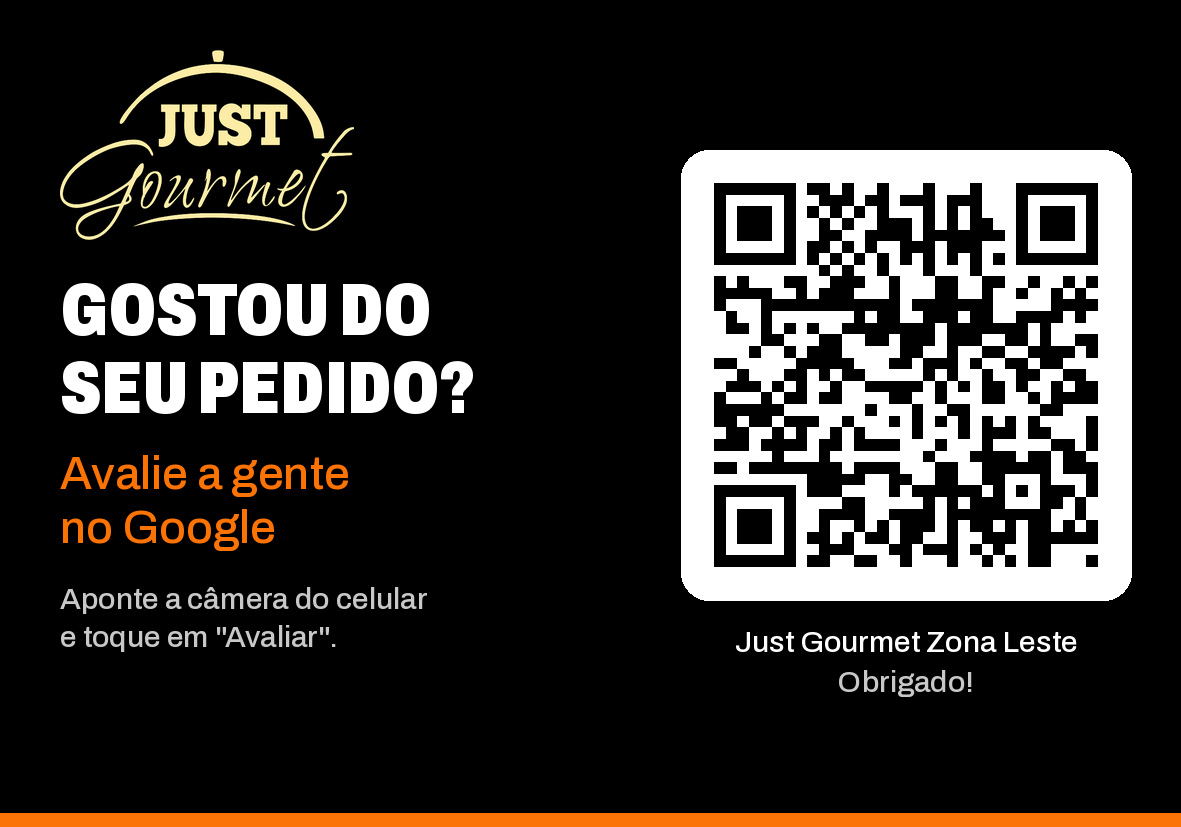 JUST
Gourmet
GOSTOU DO
SEU PEDIDO?
Avalie a gente
no Google
Aponte a câmera do celular
e toque em "Avaliar".
Just Gourmet Zona Leste
Obrigado!